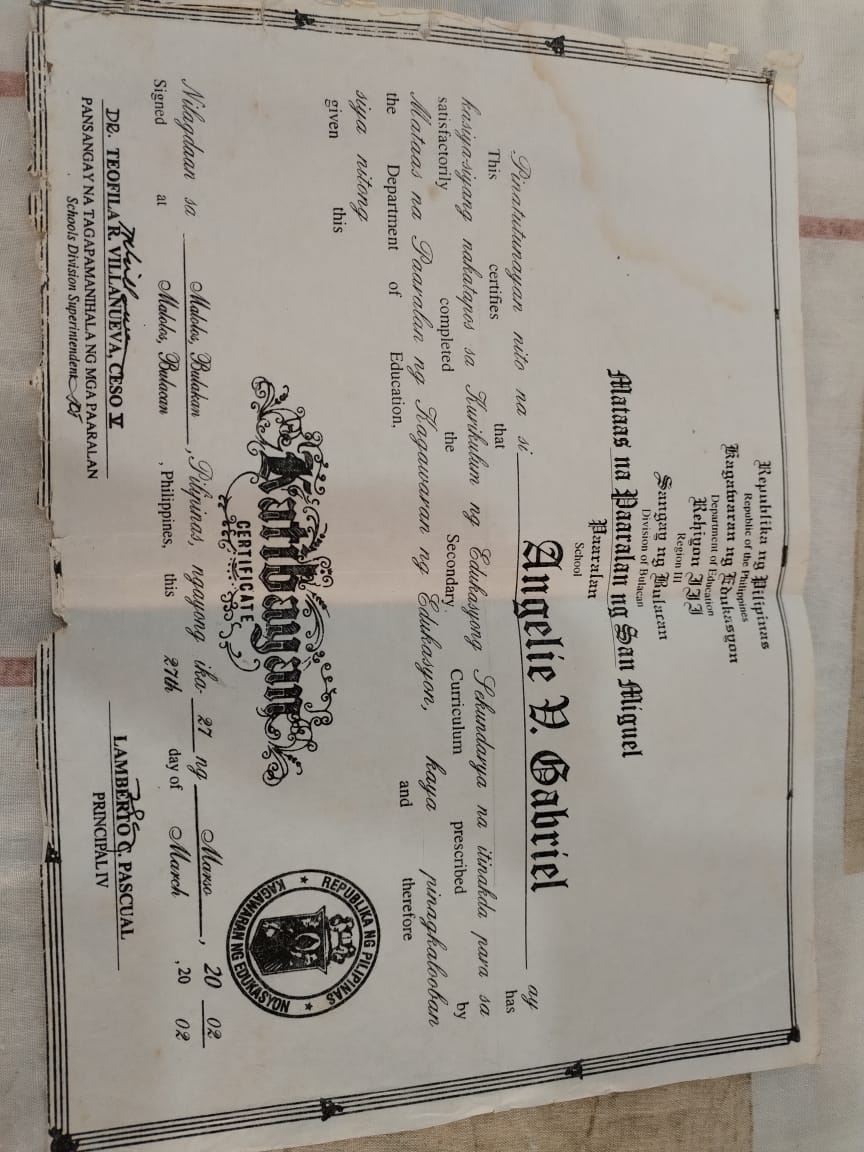 Republika ng Pilipinas
Republic of the Philippines
Kagawaran ng Edukasyon
Department of Education
Rehiyon III
Region III
Sangay ng Bulacan
Division of Bulacan
Mataas na Paaralan ng San Miguel
Paaralan
School
Pinatutunayan nito na si Angelie V. Gabriel ay
This certifies that has
kasiyasiyang nakatapos sa Kurikulum ng Edukasyong Sekundarya na itinakda para sa
satisfactorily completed the Secondary Curriculum prescribed by
Mataas na Paaralan ng Kagawaran ng Edukasyon, kaya pinagkalooban
the Department of Education, and therefore
siya nitong
given this
Katibayan
CERTIFICATE
REPUBLIKA NG PILIPINAS
KAGAWARAN NG EDUKASYON
Nilagdaan sa Malolos, Bulakan, Pilipinas, ngayong ika- 27 ng Marso, 20 02
Signed at Malolos, Bulacan, Philippines, this 27th day of March, 20 02
DR. TEOFILA R. VILLANUEVA, CESO V
PANSANGAY NA TAGAPAMANIHALA NG MGA PAARALAN
Schools Division Superintendent
LAMBERTO C. PASCUAL
PRINCIPAL IV